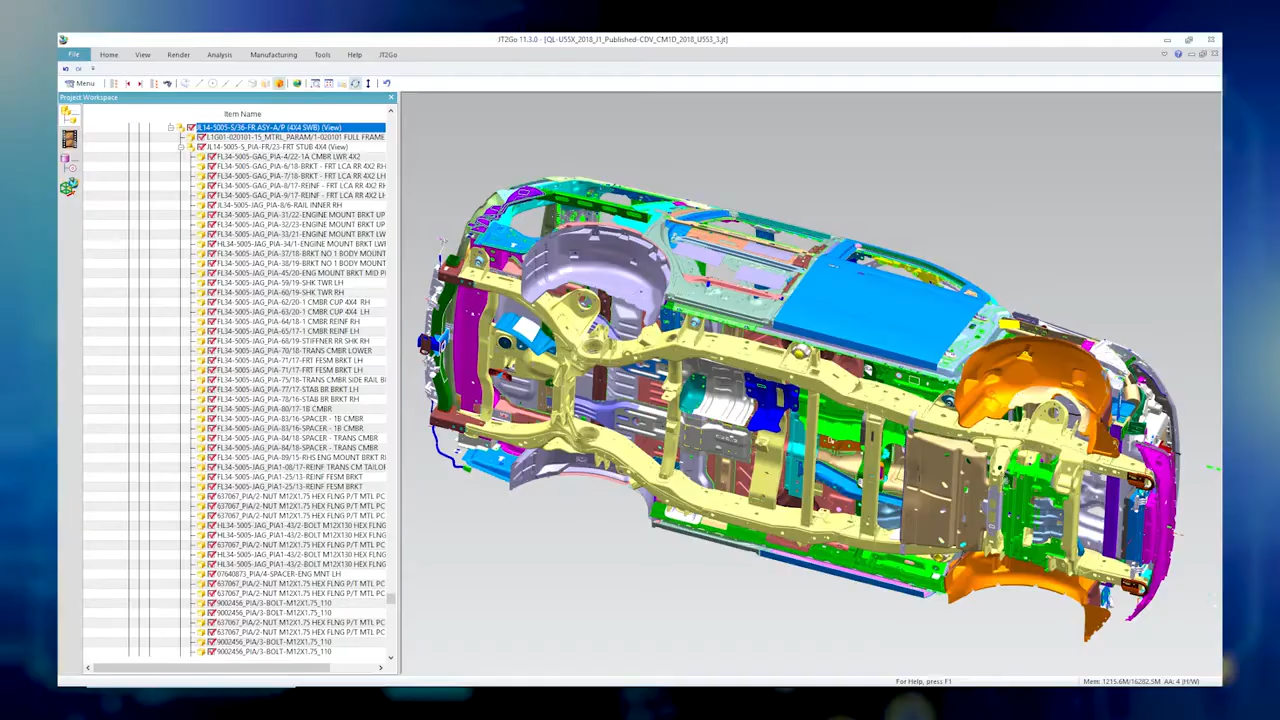 JT2Go 11.3.0 - [QL-U55X_2018_J1_Published-CDV_CM1D_2018_U553_3.jt]
File Home View Render Analysis Manufacturing Tools Help JT2Go
Menu
Project Workspace
Item Name
JL14-5005-S/36-FR ASY-A/P (4X4 SWB) (View)
L1G01-020101-15_MTRL_PARAM/1-020101 FULL FRAME
JL14-5005-S_PIA-FR/23-FRT STUB 4X4 (View)
FL34-5005-GAG_PIA-4/22-1A CMBR LWR 4X2
FL34-5005-GAG_PIA-6/18-BRKT - FRT LCA RR 4X2 RH
FL34-5005-GAG_PIA-7/18-BRKT - FRT LCA RR 4X2 LH
FL34-5005-GAG_PIA-8/17-REINF - FRT LCA RR 4X2 RH
FL34-5005-GAG_PIA-9/17-REINF - FRT LCA RR 4X2 LH
JL34-5005-JAG_PIA-8/6-RAIL INNER RH
FL34-5005-JAG_PIA-31/22-ENGINE MOUNT BRKT UP
FL34-5005-JAG_PIA-32/23-ENGINE MOUNT BRKT UP
FL34-5005-JAG_PIA-33/21-ENGINE MOUNT BRKT LW
HL34-5005-JAG_PIA-34/1-ENGINE MOUNT BRKT LWF
FL34-5005-JAG_PIA-37/18-BRKT NO 1 BODY MOUNT
FL34-5005-JAG_PIA-38/19-BRKT NO 1 BODY MOUNT
FL34-5005-JAG_PIA-45/20-ENG MOUNT BRKT MID P
FL34-5005-JAG_PIA-59/19-SHK TWR LH
FL34-5005-JAG_PIA-60/19-SHK TWR RH
FL34-5005-JAG_PIA-62/20-1 CMBR CUP 4X4 RH
FL34-5005-JAG_PIA-63/20-1 CMBR CUP 4X4 LH
FL34-5005-JAG_PIA-64/18-1 CMBR REINF RH
FL34-5005-JAG_PIA-65/17-1 CMBR REINF LH
FL34-5005-JAG_PIA-68/19-STIFFNER RR SHK RH
FL34-5005-JAG_PIA-70/18-TRANS CMBR LOWER
FL34-5005-JAG_PIA-71/17-FRT FESM BRKT LH
FL34-5005-JAG_PIA-72/17-FRT FESM BRKT RH
FL34-5005-JAG_PIA-75/18-TRANS CMBR SIDE RAIL B
FL34-5005-JAG_PIA-77/17-STAB BR BRKT LH
FL34-5005-JAG_PIA-78/16-STAB BR BRKT RH
FL34-5005-JAG_PIA-80/17-1B CMBR
FL34-5005-JAG_PIA-83/16-SPACER - 1B CMBR
FL34-5005-JAG_PIA-83/16-SPACER - 1B CMBR
FL34-5005-JAG_PIA-84/18-SPACER - TRANS CMBR
FL34-5005-JAG_PIA-84/18-SPACER - TRANS CMBR
FL34-5005-JAG_PIA-89/15-RHS ENG MOUNT BRKT R
FL34-5005-JAG_PIA1-08/17-REINF TRANS CM TAILOR
FL34-5005-JAG_PIA1-25/13-REINF FESM BRKT
FL34-5005-JAG_PIA1-25/13-REINF FESM BRKT
637067_PIA/2-NUT M12X1.75 HEX FLNG P/T MTL PC
637067_PIA/2-NUT M12X1.75 HEX FLNG P/T MTL PC
637067_PIA/2-NUT M12X1.75 HEX FLNG P/T MTL PC
HL34-5005-JAG_PIA1-43/2-BOLT M12X130 HEX FLNG
HL34-5005-JAG_PIA1-43/2-BOLT M12X130 HEX FLNG
637067_PIA/2-NUT M12X1.75 HEX FLNG P/T MTL PC
HL34-5005-JAG_PIA1-43/2-BOLT M12X130 HEX FLNG
HL34-5005-JAG_PIA1-43/2-BOLT M12X130 HEX FLNG
07640873_PIA/4-SPACER-ENG MNT LH
637067_PIA/2-NUT M12X1.75 HEX FLNG P/T MTL PC
637067_PIA/2-NUT M12X1.75 HEX FLNG P/T MTL PC
9002456_PIA/3-BOLT-M12X1.75_110
9002456_PIA/3-BOLT-M12X1.75_110
637067_PIA/2-NUT M12X1.75 HEX FLNG P/T MTL PC
637067_PIA/2-NUT M12X1.75 HEX FLNG P/T MTL PC
9002456_PIA/3-BOLT-M12X1.75_110
9002456_PIA/3-BOLT-M12X1.75_110
For Help, press F1
Mem: 1215.6M/16282.5M AA: 4 (H/W)